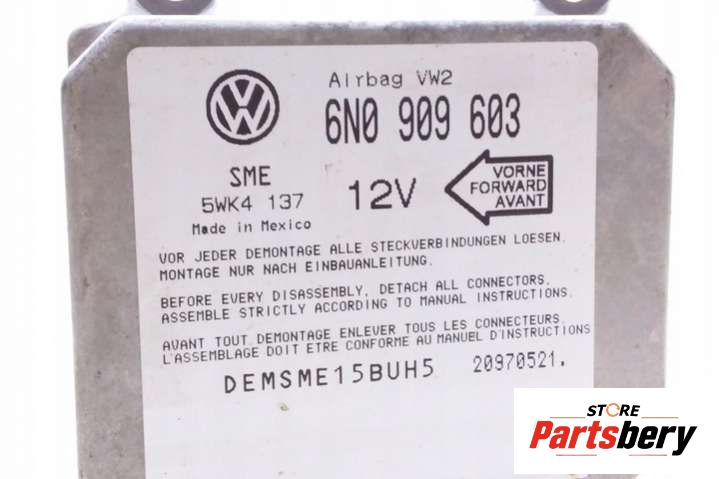 Airbag VW2
6N0 909 603
SME
5WK4 137
Made in Mexico
12V
VORNE
FORWARD
AVANT
VOR JEDER DEMONTAGE ALLE STECKVERBINDUNGEN LOESEN.
MONTAGE NUR NACH EINBAUANLEITUNG.
BEFORE EVERY DISASSEMBLY, DETACH ALL CONNECTORS.
ASSEMBLE STRICTLY ACCORDING TO MANUAL INSTRUCTIONS.
AVANT TOUT DEMONTAGE ENLEVER TOUS LES CONNECTEURS.
L'ASSEMBLAGE DOIT ETRE CONFORME AU MANUEL D'INSTRUCTIONS
DEMSME15BUH5 20970521.
STORE
Partsbery